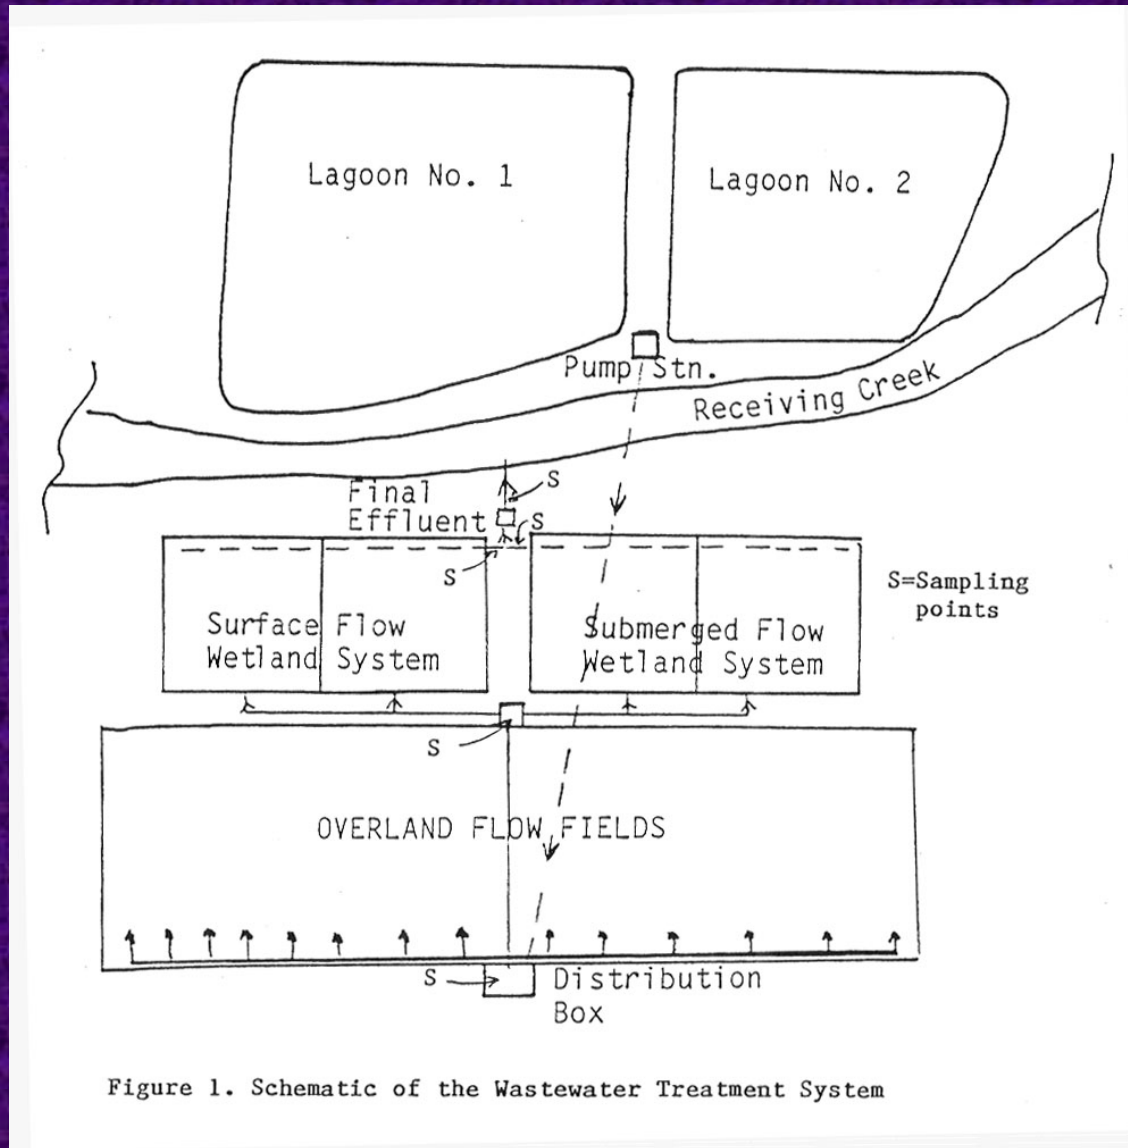 Lagoon No. 1
Lagoon No. 2
Pump Stn.
Receiving Creek
S
Final
Effluent
S
S
S=Sampling
points
Surface Flow
Wetland System
Submerged Flow
Wetland System
S
OVERLAND FLOW FIELDS
S
Distribution
Box
Figure 1. Schematic of the Wastewater Treatment System